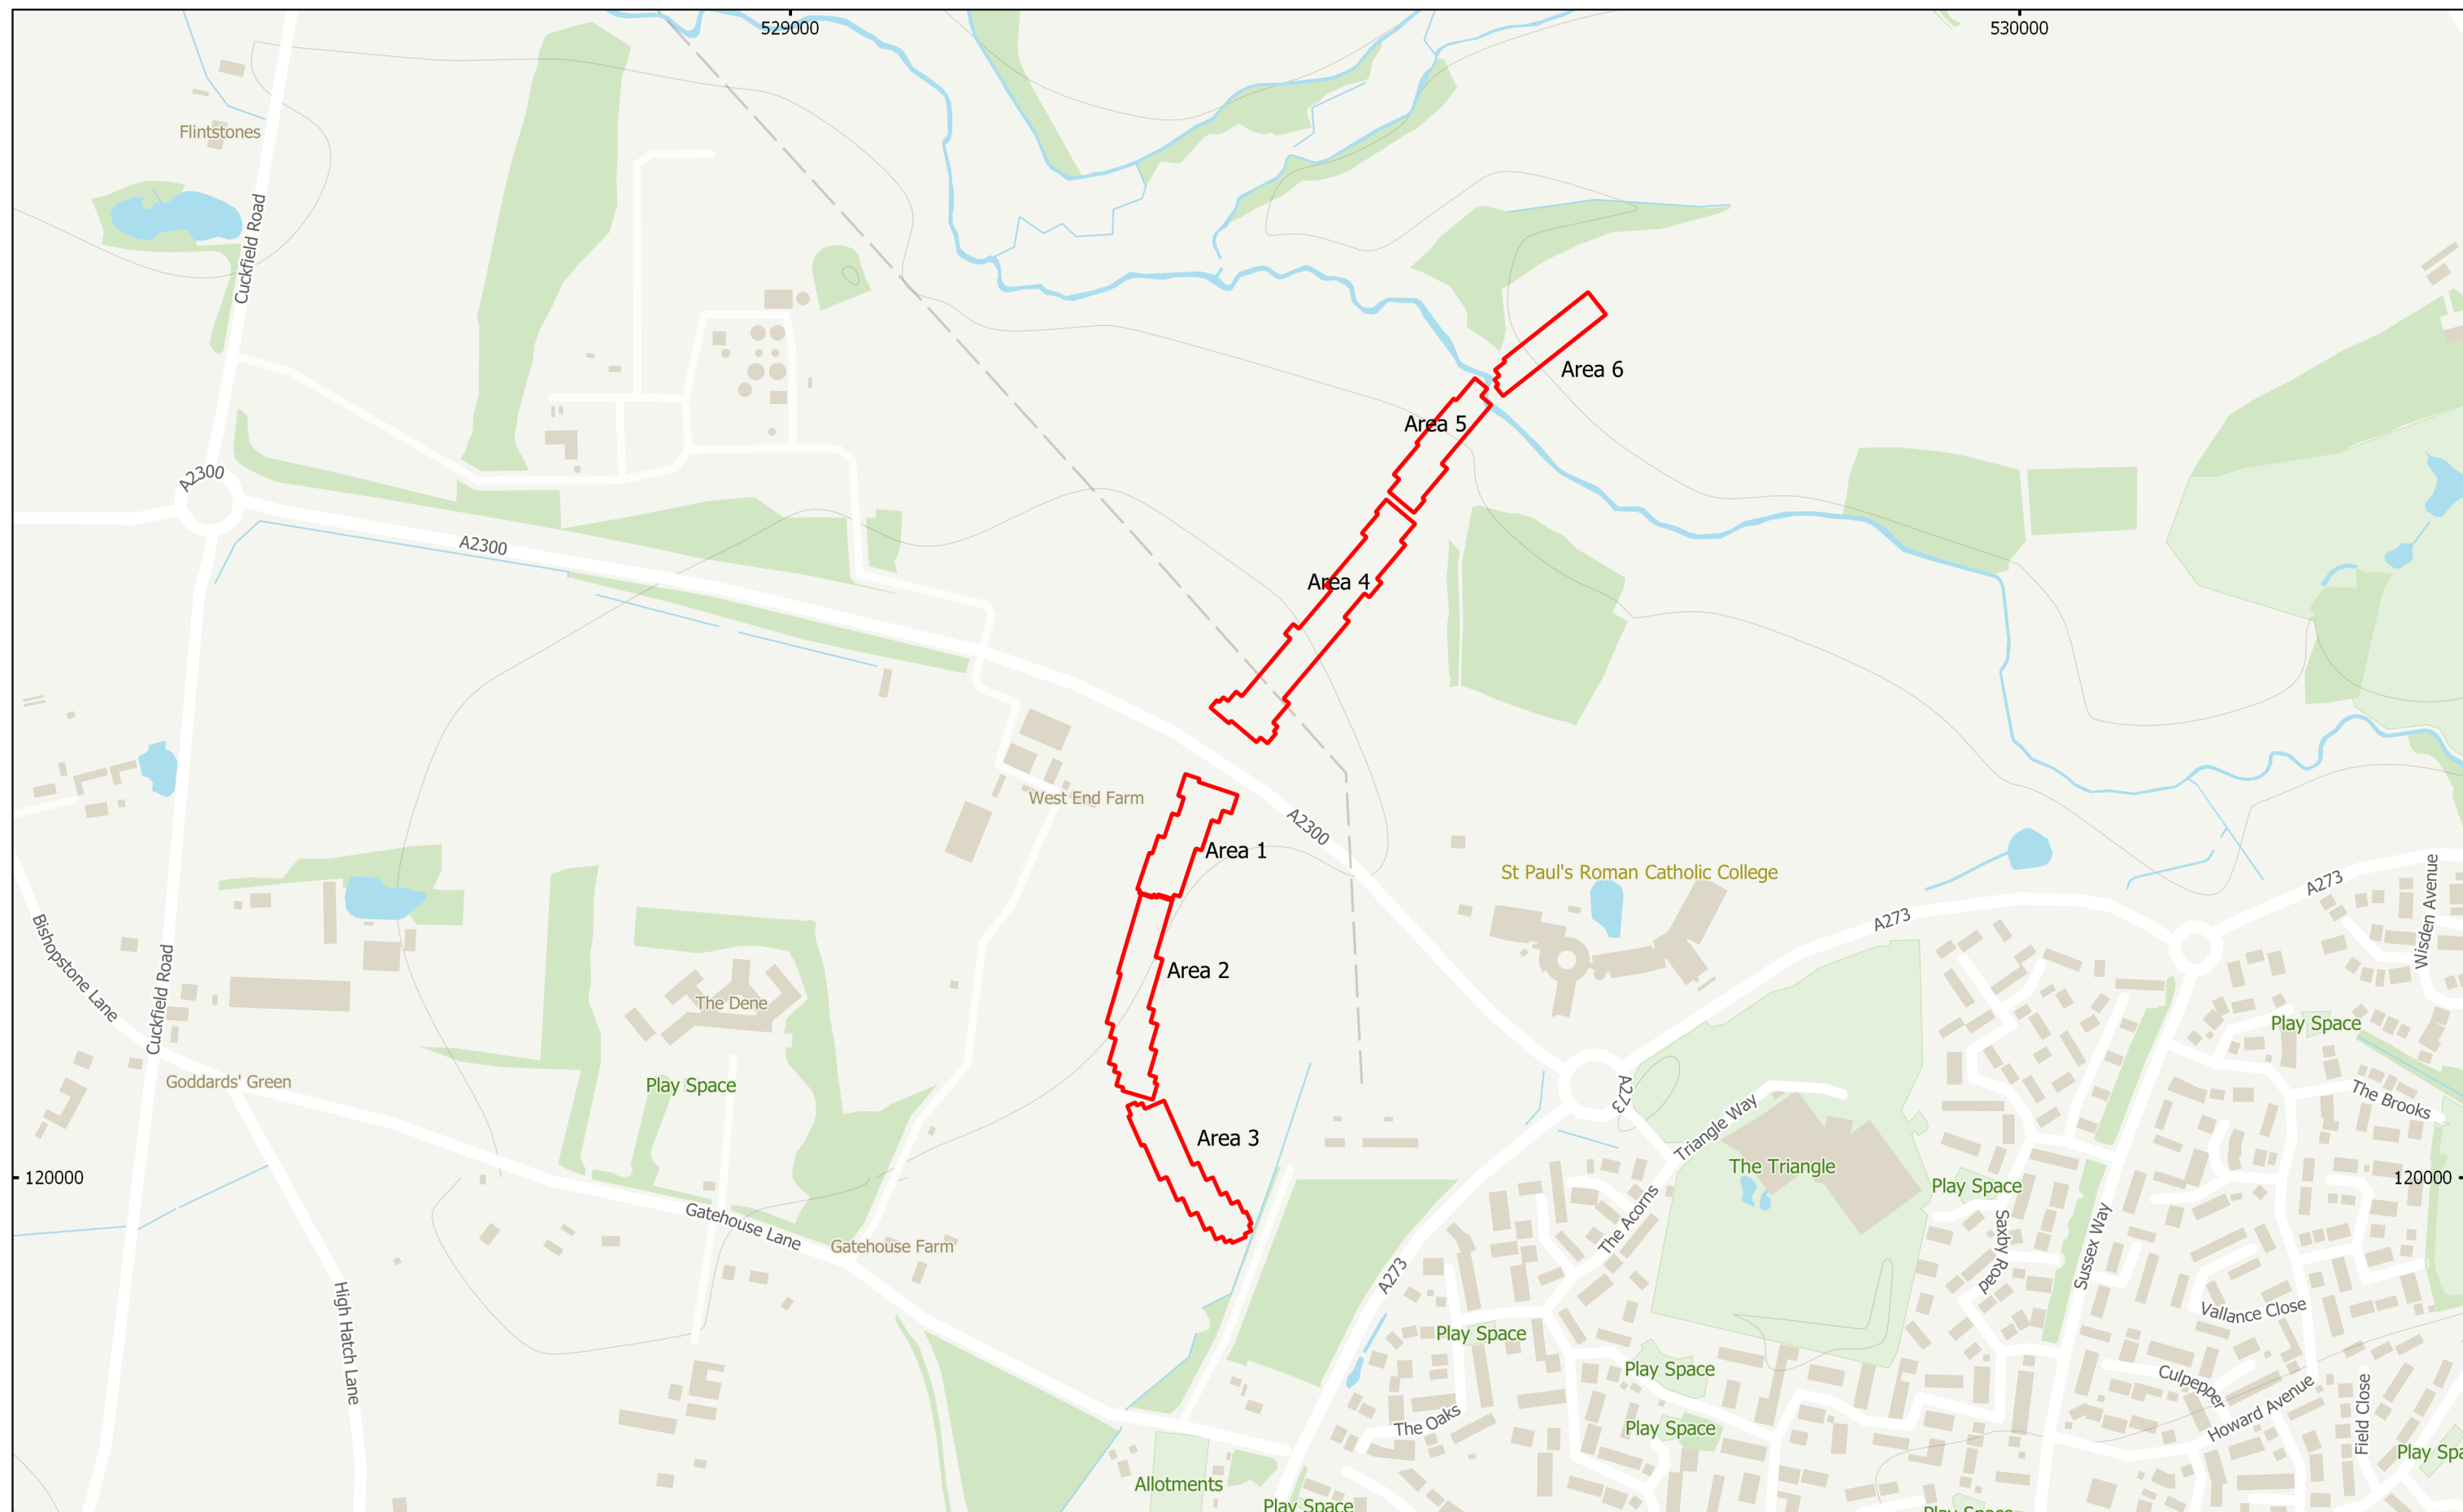 529000
530000
Flintstones
Cuckfield Road
A2300
A2300
Area 6
Area 5
Area 4
West End Farm
A2300
Area 1
St Paul's Roman Catholic College
A273
A273
Wisden Avenue
Bishopstone Lane
Cuckfield Road
Area 2
The Dene
Play Space
Goddards' Green
Play Space
A273
Triangle Way
The Brooks
Area 3
120000
The Triangle
Play Space
120000
Gatehouse Lane
Gatehouse Farm
The Acorns
Saxby Road
Sussex Way
A273
High Hatch Lane
Vallance Close
Play Space
Play Space
Culpepper
Howard Avenue
Field Close
The Oaks
Play Space
Play Spa
Allotments
Play Space
Play Space